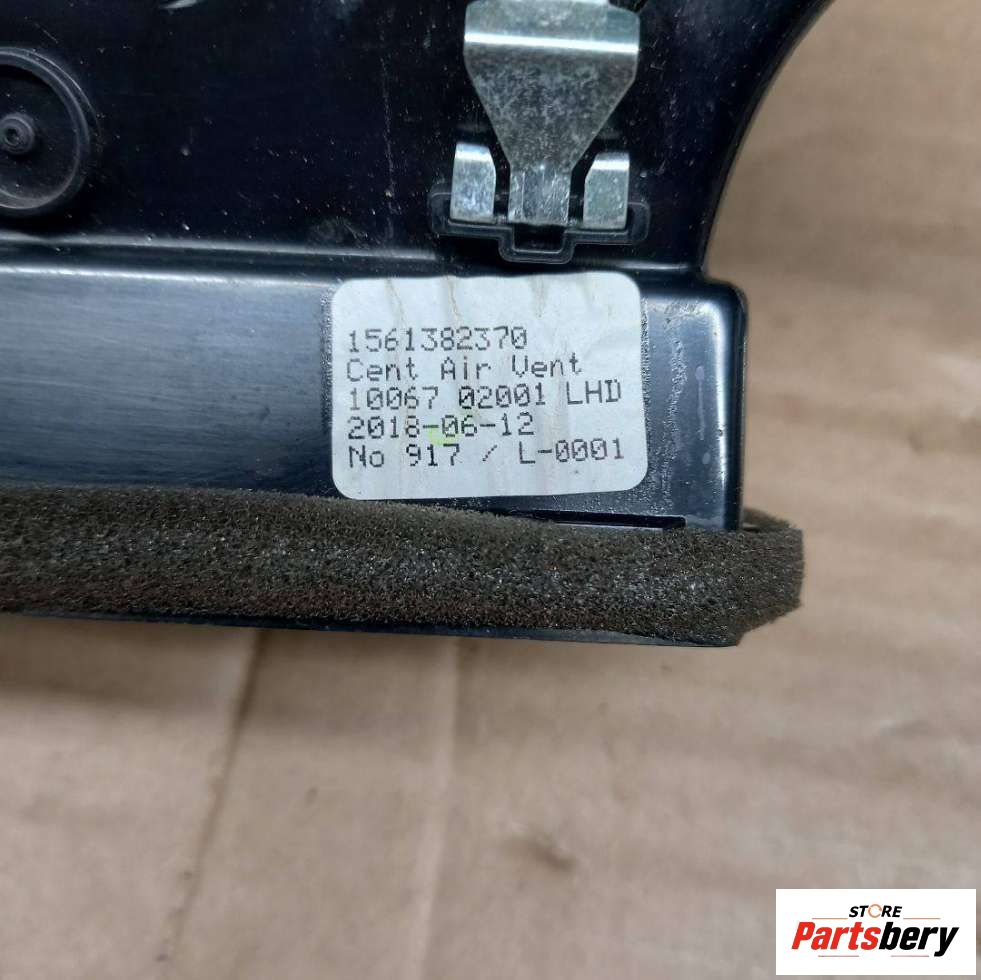 1561382370
Cent Air Vent
10067 02001 LHD
2018-06-12
No 917 / L-0001
STORE
Partsbery